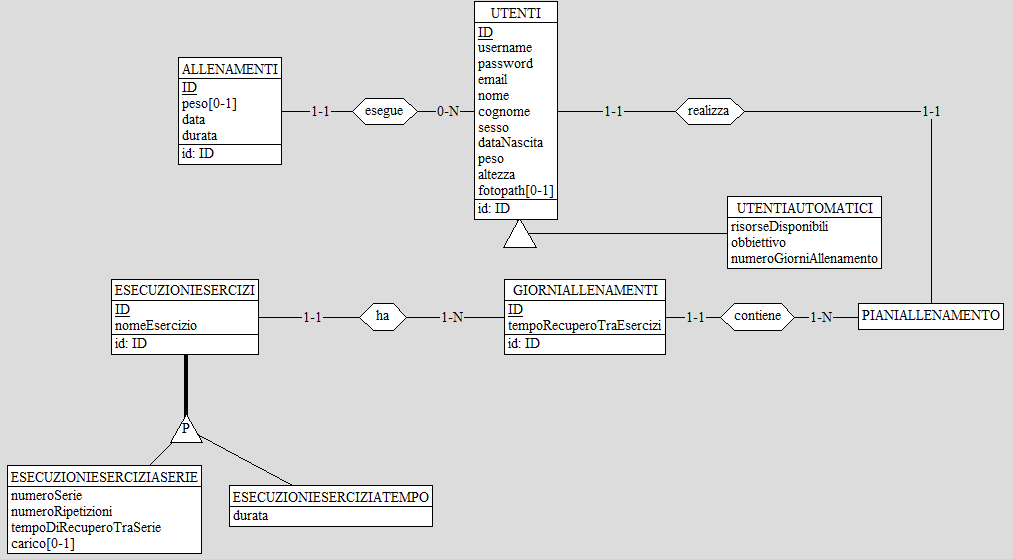 UTENTI
ID
username
password
email
nome
cognome
sesso
dataNascita
peso
altezza
fotopath[0-1]
id: ID
ALLENAMENTI
ID
peso[0-1]
data
durata
id: ID
1-1
esegue
0-N
1-1
realizza
1-1
UTENTIAUTOMATICI
risorseDisponibili
obbiettivo
numeroGiorniAllenamento
ESECUZIONIESERCIZI
ID
nomeEsercizio
id: ID
1-1
ha
1-N
GIORNIALLENAMENTI
ID
tempoRecuperoTraEsercizi
id: ID
1-1
contiene
1-N
PIANIALLENAMENTO
P
ESECUZIONIESERCIZIASERIE
numeroSerie
numeroRipetizioni
tempoDiRecuperoTraSerie
carico[0-1]
ESECUZIONIESERCIZIATEMPO
durata